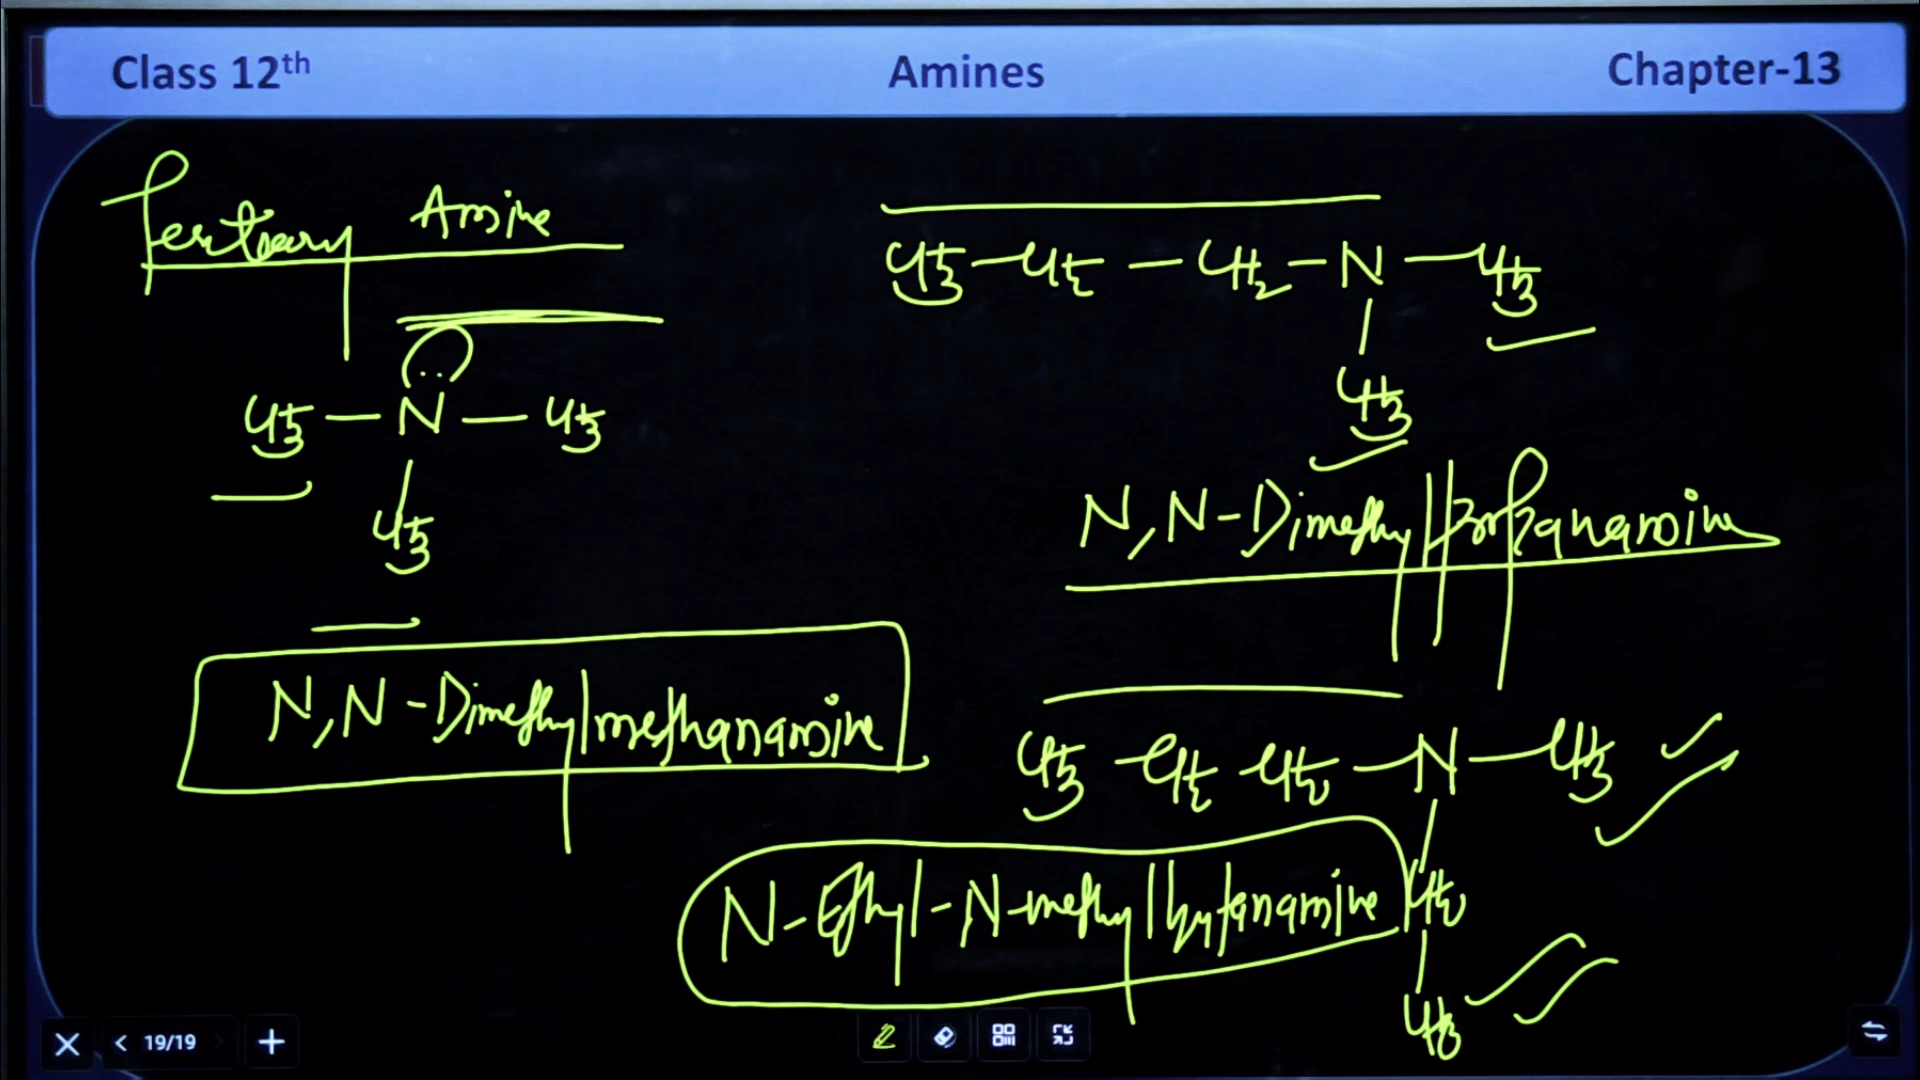 Class 12th Amines Chapter-13
Tertiary Amine
CH3-CH2-CH2-N-CH3
CH3
CH3-N-CH3
CH3
N,N-Dimethylpropanamine
N,N-Dimethylmethanamine
CH3-CH2-CH2-N-CH3
N-Ethyl-N-methylbutanamine
CH2
CH3
19/19